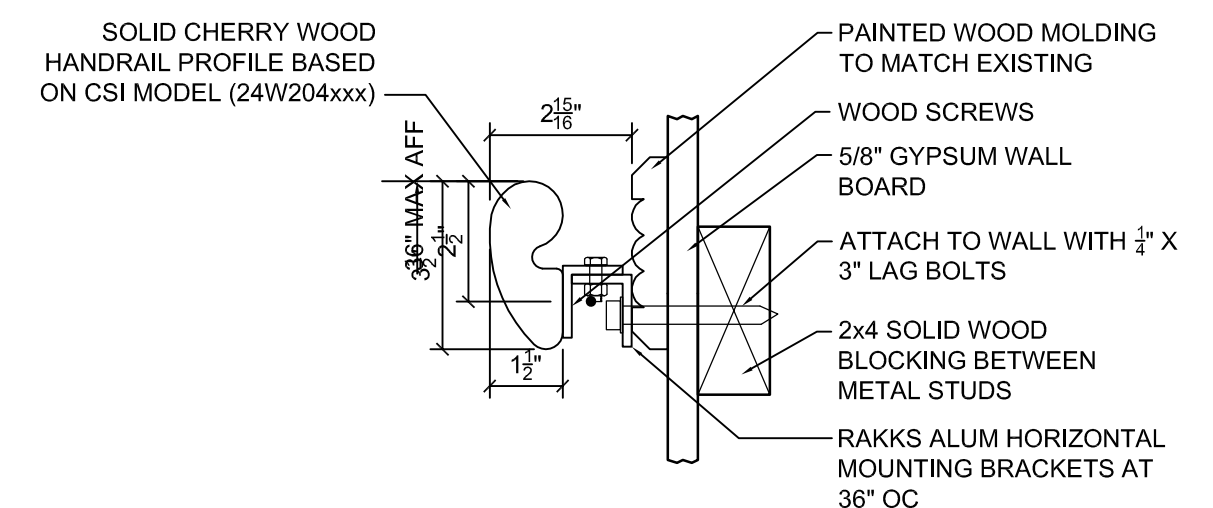 SOLID CHERRY WOOD
HANDRAIL PROFILE BASED
ON CSI MODEL (24W204xxx)
2 15/16"
36" MAX AFF
3 1/2"
2 1/2"
1 1/2"
PAINTED WOOD MOLDING
TO MATCH EXISTING
WOOD SCREWS
5/8" GYPSUM WALL
BOARD
ATTACH TO WALL WITH 1/4" X
3" LAG BOLTS
2x4 SOLID WOOD
BLOCKING BETWEEN
METAL STUDS
RAKKS ALUM HORIZONTAL
MOUNTING BRACKETS AT
36" OC